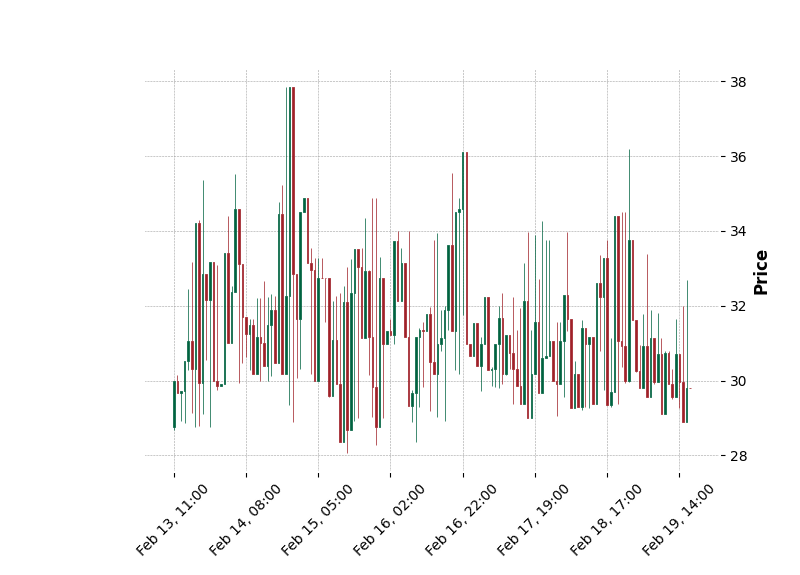 38
36
34
32
30
28
Price
Feb 13, 11:00
Feb 14, 08:00
Feb 15, 05:00
Feb 16, 02:00
Feb 16, 22:00
Feb 17, 19:00
Feb 18, 17:00
Feb 19, 14:00